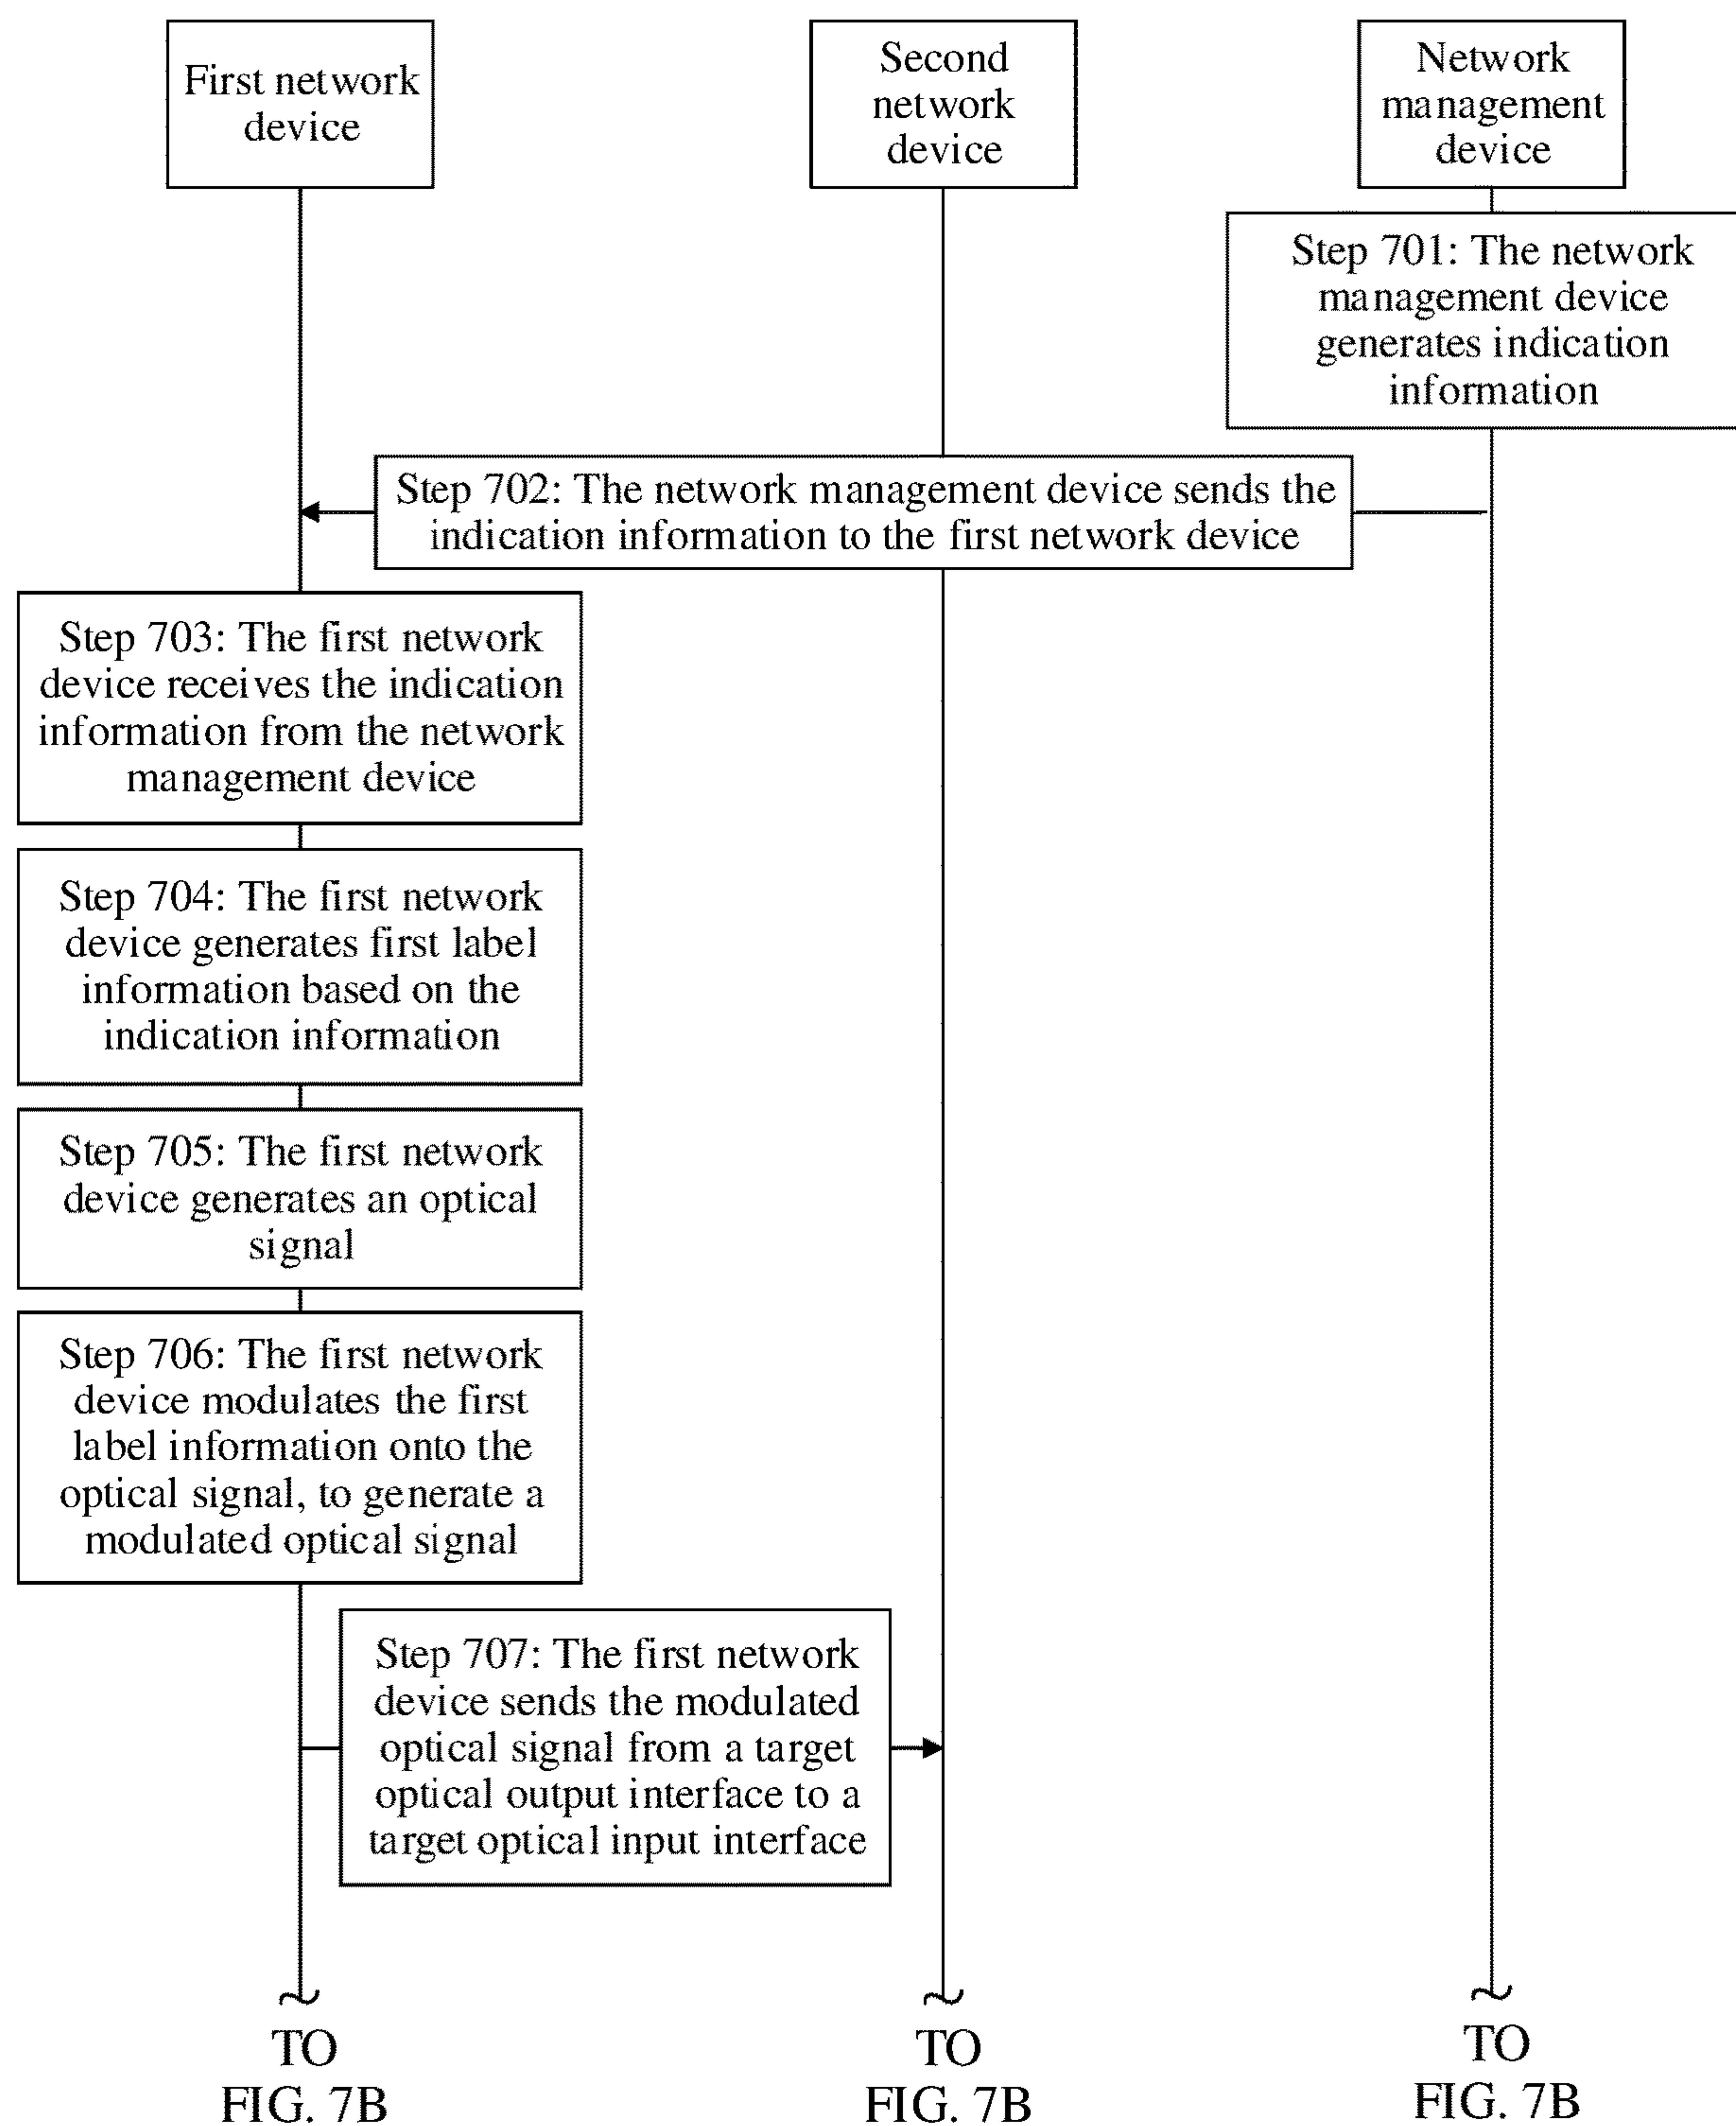 First network
device
Second
network
device
Network
management
device
Step 701: The network
management device
generates indication
information
Step 702: The network management device sends the
indication information to the first network device
Step 703: The first network
device receives the indication
information from the network
management device
Step 704: The first network
device generates first label
information based on the
indication information
Step 705: The first network
device generates an optical
signal
Step 706: The first network
device modulates the first
label information onto the
optical signal, to generate a
modulated optical signal
Step 707: The first network
device sends the modulated
optical signal from a target
optical output interface to a
target optical input interface
TO
FIG. 7B
TO
FIG. 7B
TO
FIG. 7B